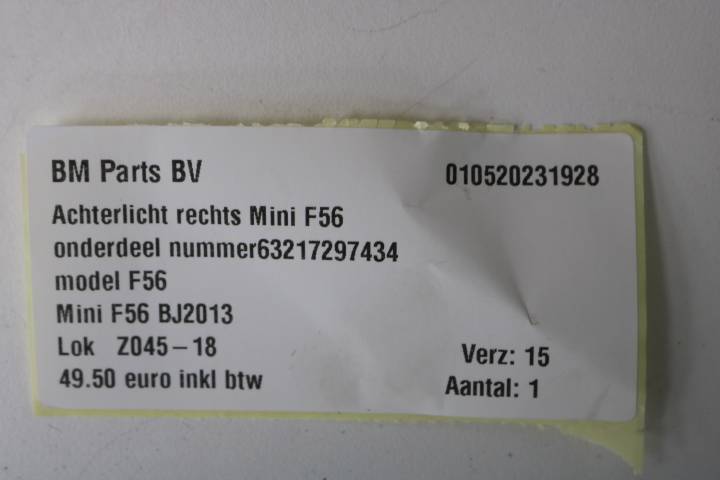 BM Parts BV 010520231928
Achterlicht rechts Mini F56
onderdeel nummer63217297434
model F56
Mini F56 BJ2013
Lok Z045-18 Verz: 15
49.50 euro inkl btw Aantal: 1